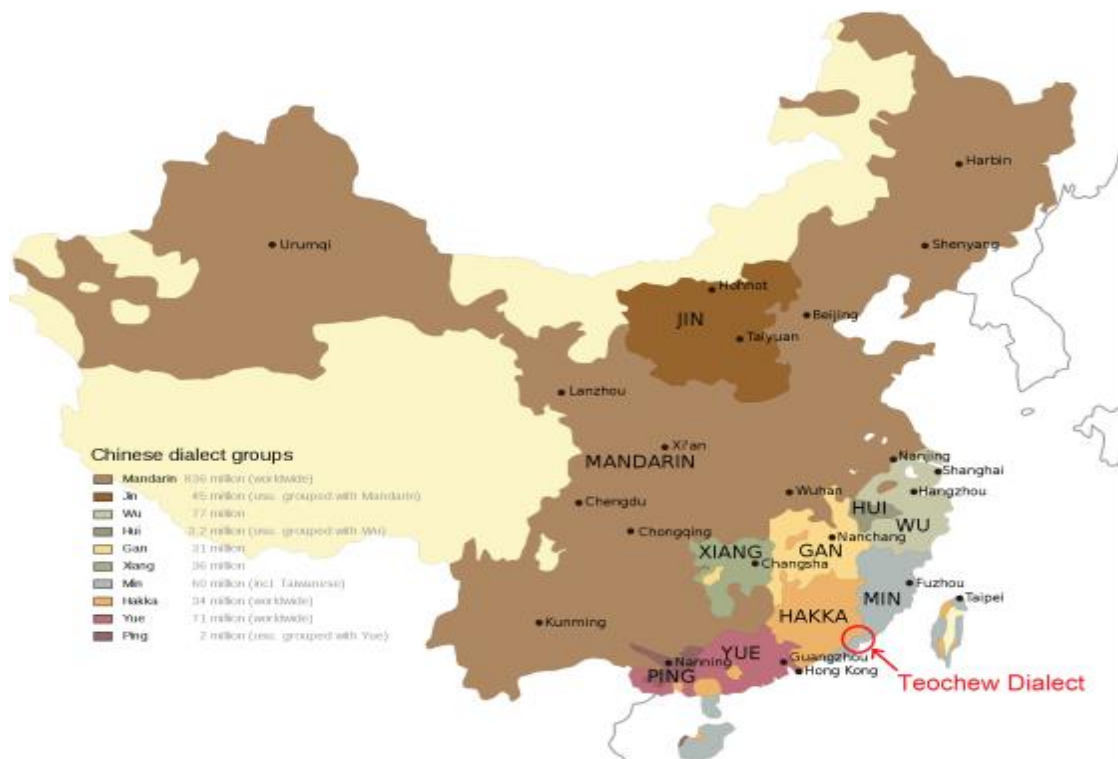 Harbin
Urumqi
Shenyang
Hohhot
JIN
Beijing
Taiyuan
Lanzhou
Xi'an
MANDARIN
Nanjing
Shanghai
Chengdu
Wuhan
Hangzhou
HUI
WU
Chongqing
Nanchang
XIANG
GAN
Changsha
Fuzhou
MIN
Taipei
HAKKA
Kunming
YUE
Guangzhou
Nanning
PING
Hong Kong
Teochew Dialect
Chinese dialect groups
Mandarin 836 million (worldwide)
Jin 45 million (usu. grouped with Mandarin)
Wu 77 million
Hui 3.2 million (usu. grouped with Wu)
Gan 31 million
Xiang 36 million
Min 60 million (incl. Taiwanese)
Hakka 34 million (worldwide)
Yue 71 million (worldwide)
Ping 2 million (usu. grouped with Yue)